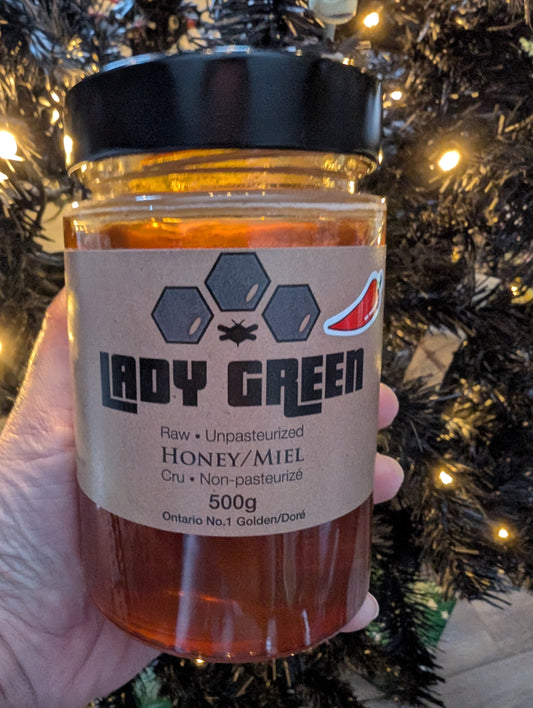 LADY GREEN
Raw • Unpasteurized
HONEY/MIEL
Cru • Non-pasteurizé
500g
Ontario No.1 Golden/Doré